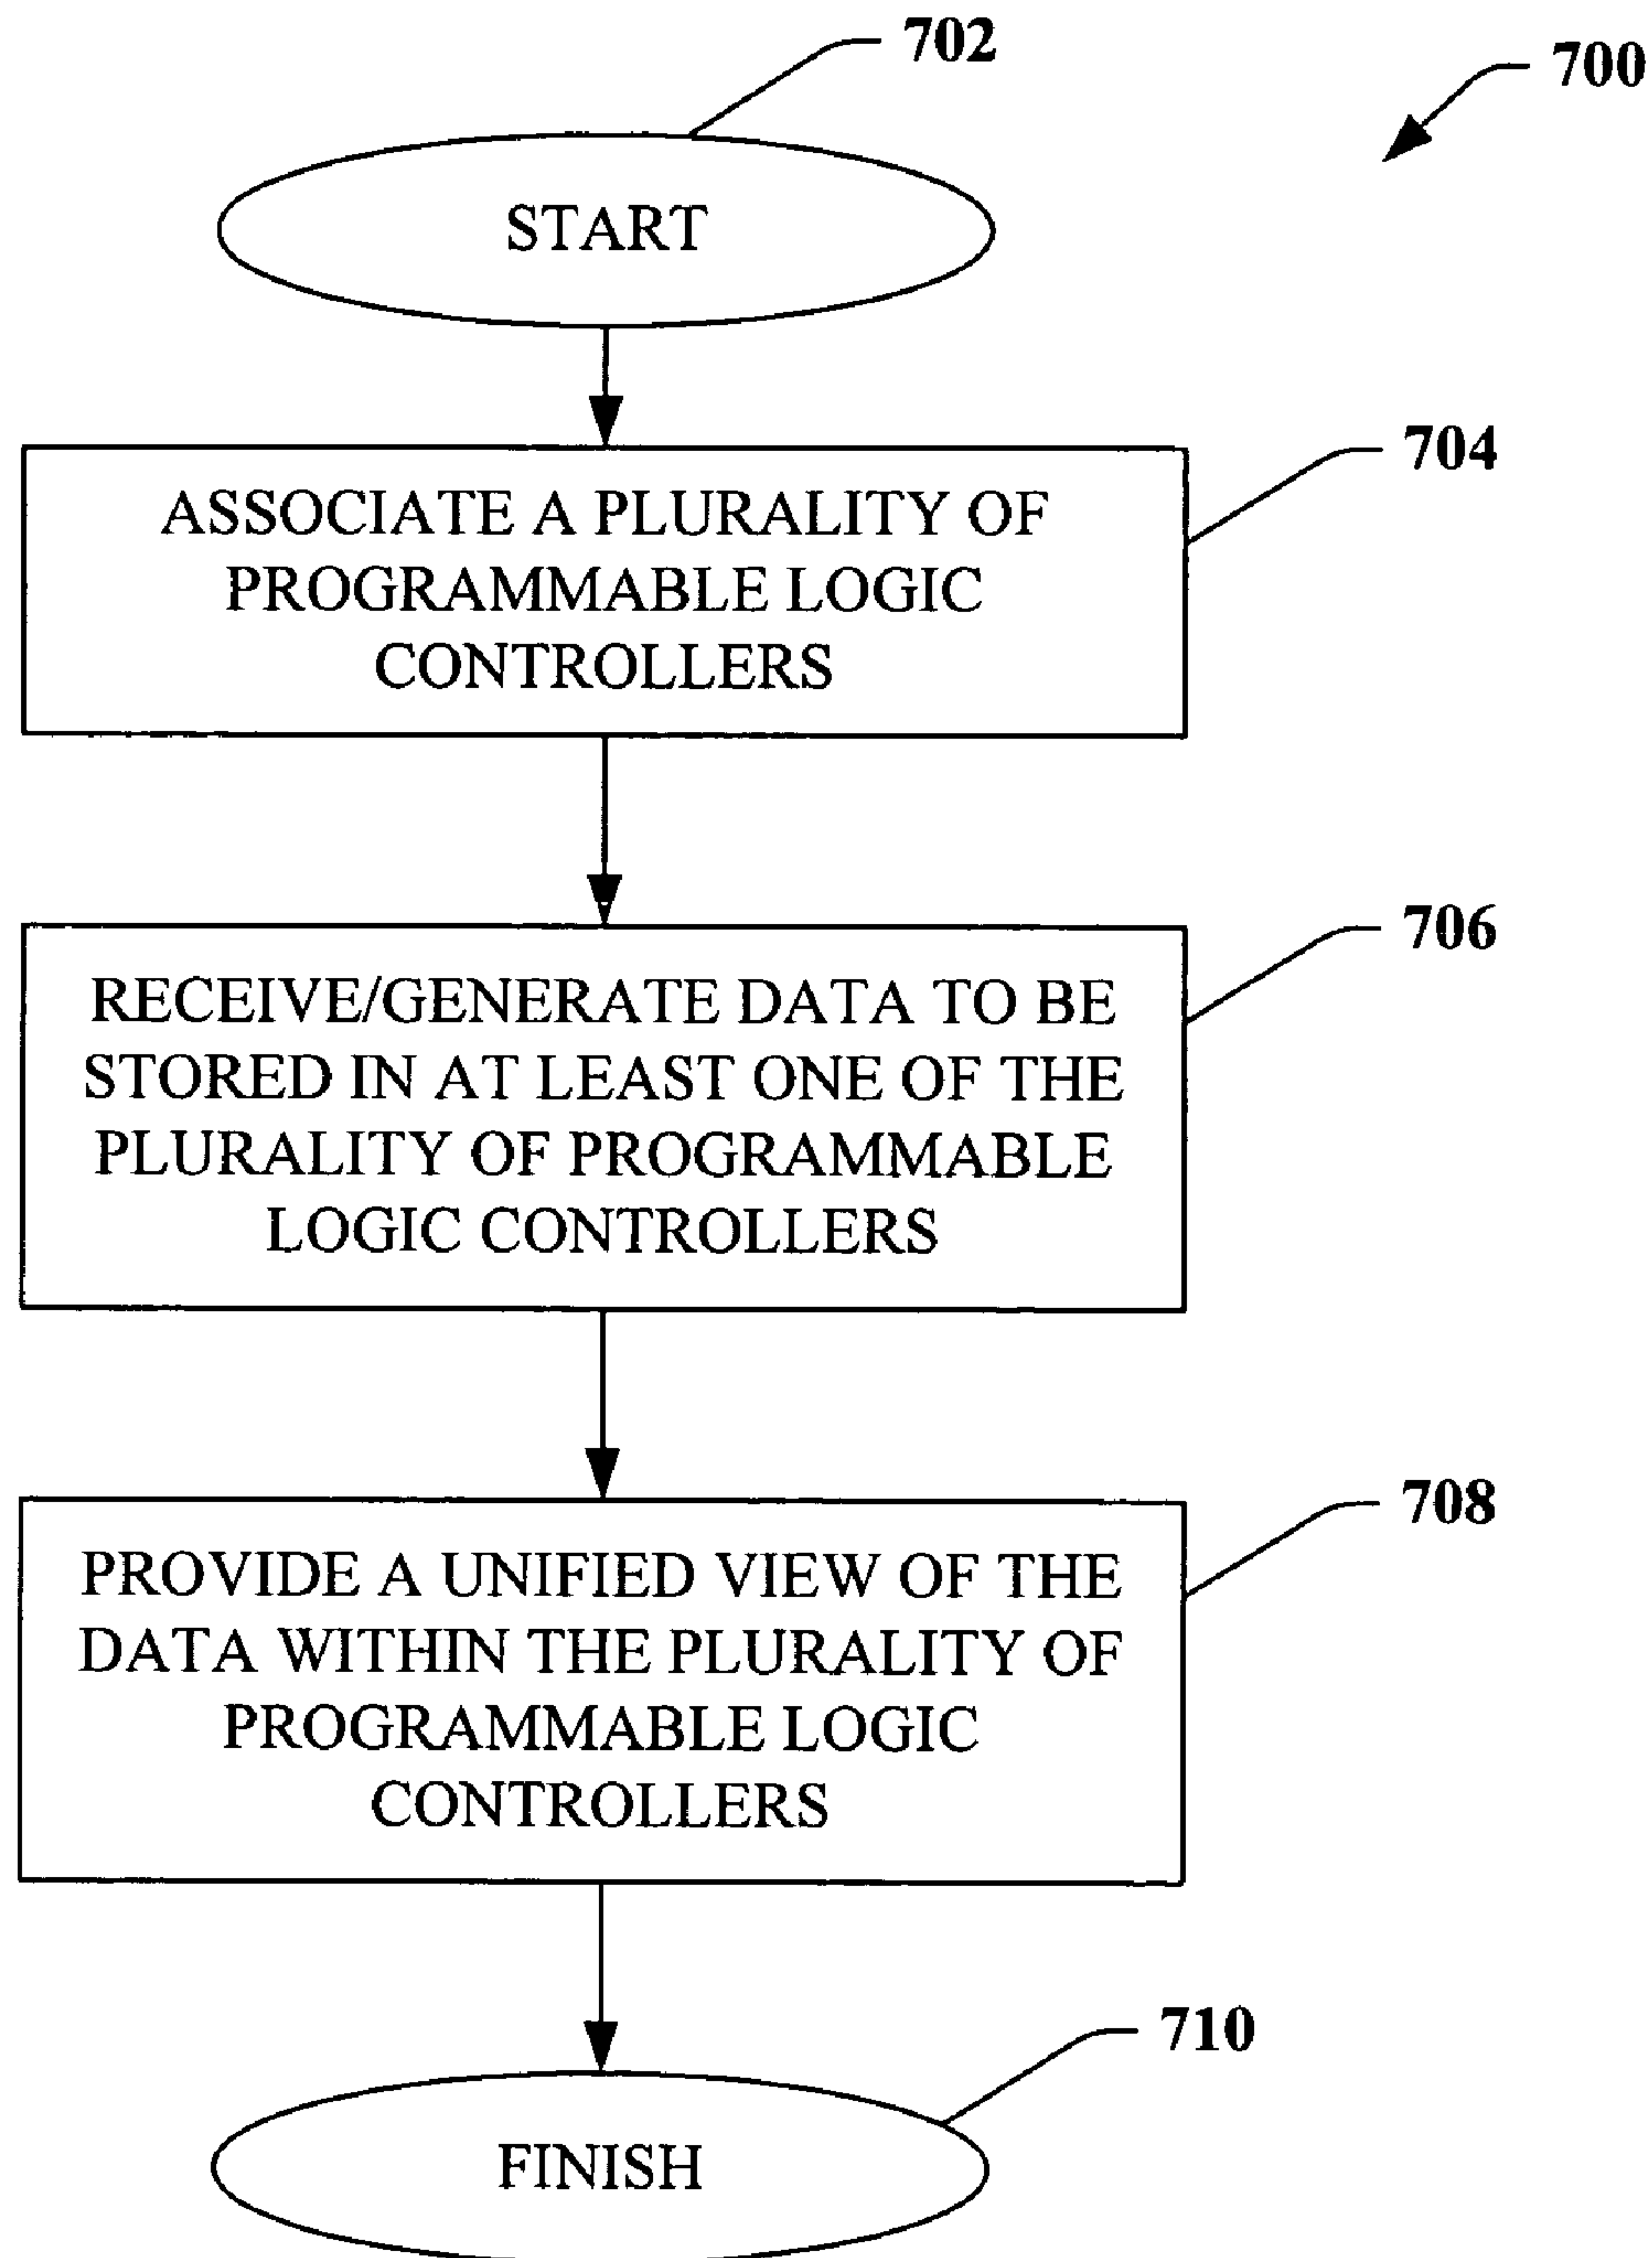 702
700
START
704
ASSOCIATE A PLURALITY OF
PROGRAMMABLE LOGIC
CONTROLLERS
706
RECEIVE/GENERATE DATA TO BE
STORED IN AT LEAST ONE OF THE
PLURALITY OF PROGRAMMABLE
LOGIC CONTROLLERS
708
PROVIDE A UNIFIED VIEW OF THE
DATA WITHIN THE PLURALITY OF
PROGRAMMABLE LOGIC
CONTROLLERS
710
FINISH